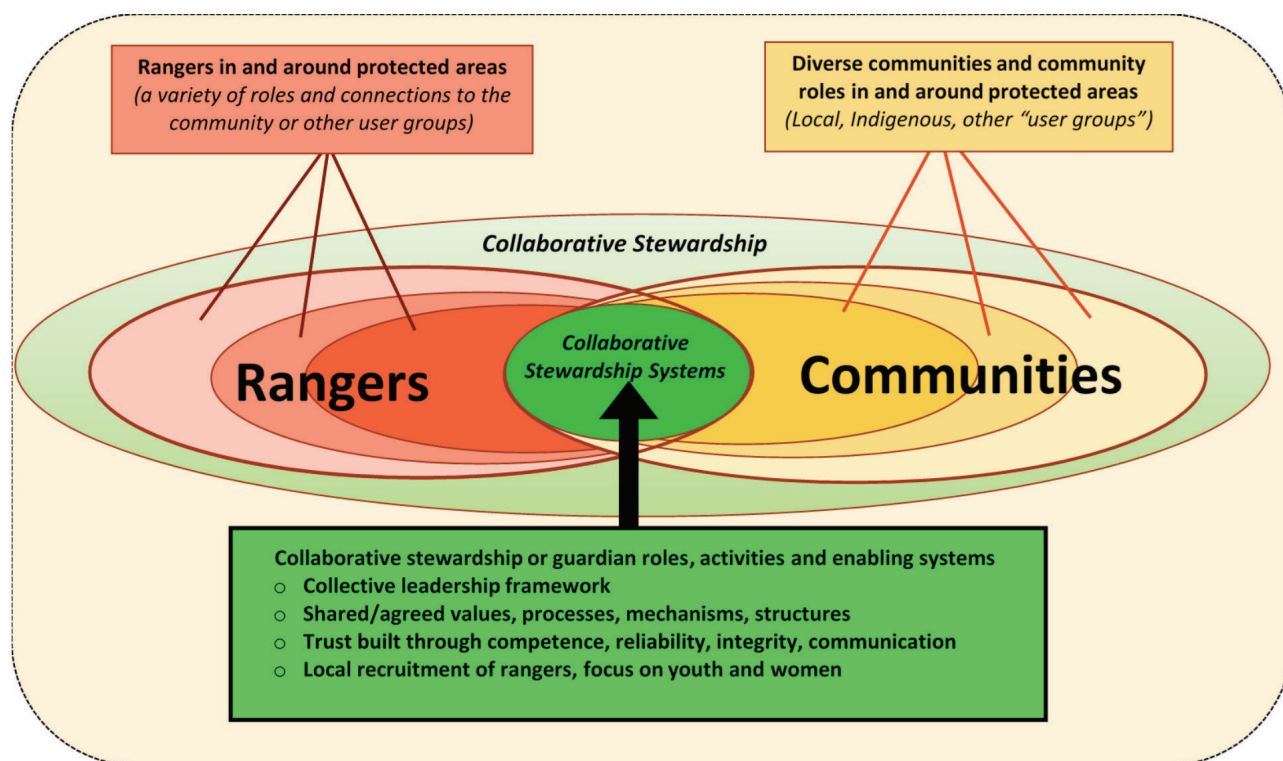 Rangers in and around protected areas
(a variety of roles and connections to the
community or other user groups)
Diverse communities and community
roles in and around protected areas
(Local, Indigenous, other “user groups”)
Collaborative Stewardship
Rangers
Collaborative
Stewardship Systems
Communities
Collaborative stewardship or guardian roles, activities and enabling systems
o Collective leadership framework
o Shared/agreed values, processes, mechanisms, structures
o Trust built through competence, reliability, integrity, communication
o Local recruitment of rangers, focus on youth and women